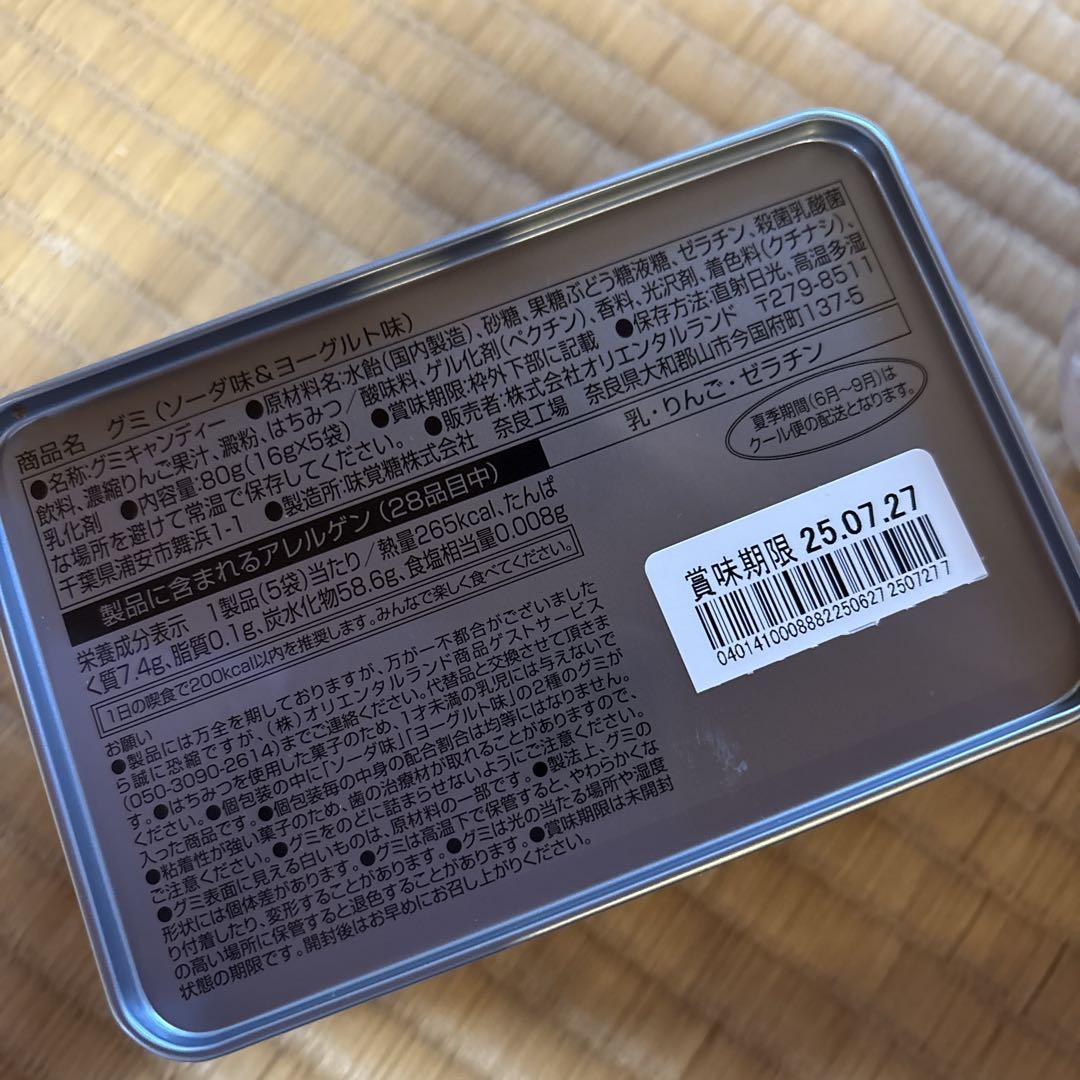 商品名 グミ(ソーダ味&ヨーグルト味)
●名称:グミキャンディー ●原材料名:水飴(国内製造)、砂糖、果糖ぶどう糖液糖、ゼラチン、殺菌乳酸菌
飲料、濃縮りんご果汁、澱粉、はちみつ/酸味料、ゲル化剤(ペクチン)、香料、光沢剤、着色料(クチナシ)、
乳化剤 ●内容量:80g(16g×5袋) ●賞味期限:枠外下部に記載 ●保存方法:直射日光、高温多湿
な場所を避けて常温で保存してください。 ●販売者:株式会社オリエンタルランド 〒279-8511
千葉県浦安市舞浜1-1 ●製造所:味覚糖株式会社 奈良工場 奈良県大和郡山市今国府町137-5
製品に含まれるアレルゲン(28品目中) 乳・りんご・ゼラチン
栄養成分表示 1製品(5袋)当たり/熱量265kcal、たんぱ
く質7.4g、脂質0.1g、炭水化物58.6g、食塩相当量0.008g
1日の喫食で200kcal以内を推奨します。みんなで楽しく食べてください。
夏季期間(6月~9月)は
クール便の配送となります。
賞味期限 25.07.27
0401410008882250627250727
お願い
●製品には万全を期しておりますが、万が一不都合がございました
ら誠に恐縮ですが、(株)オリエンタルランド商品ゲストサービス
(050-3090-2614)までご連絡ください。代替品と交換させて頂きま
す。●はちみつを使用した菓子のため、1才未満の乳児には与えないで
ください。●個包装の中に「ソーダ味」「ヨーグルト味」の2種のグミが
入った商品です。●個包装毎の中身の配合割合は均等にはなりません。
●粘着性が強い菓子のため、歯の治療材が取れることがありますので、
ご注意ください。●グミをのどに詰まらせないようにご注意ください。
●グミ表面に見える白いものは、原材料の一部です。●製法上、グミの
形状には個体差があります。●グミは高温下で保管すると、やわらかくな
り付着したり、変形することがあります。●グミは光の当たる場所や湿度
の高い場所に保管すると退色することがあります。●賞味期限は未開封
状態の期限です。開封後はお早めにお召し上がりください。